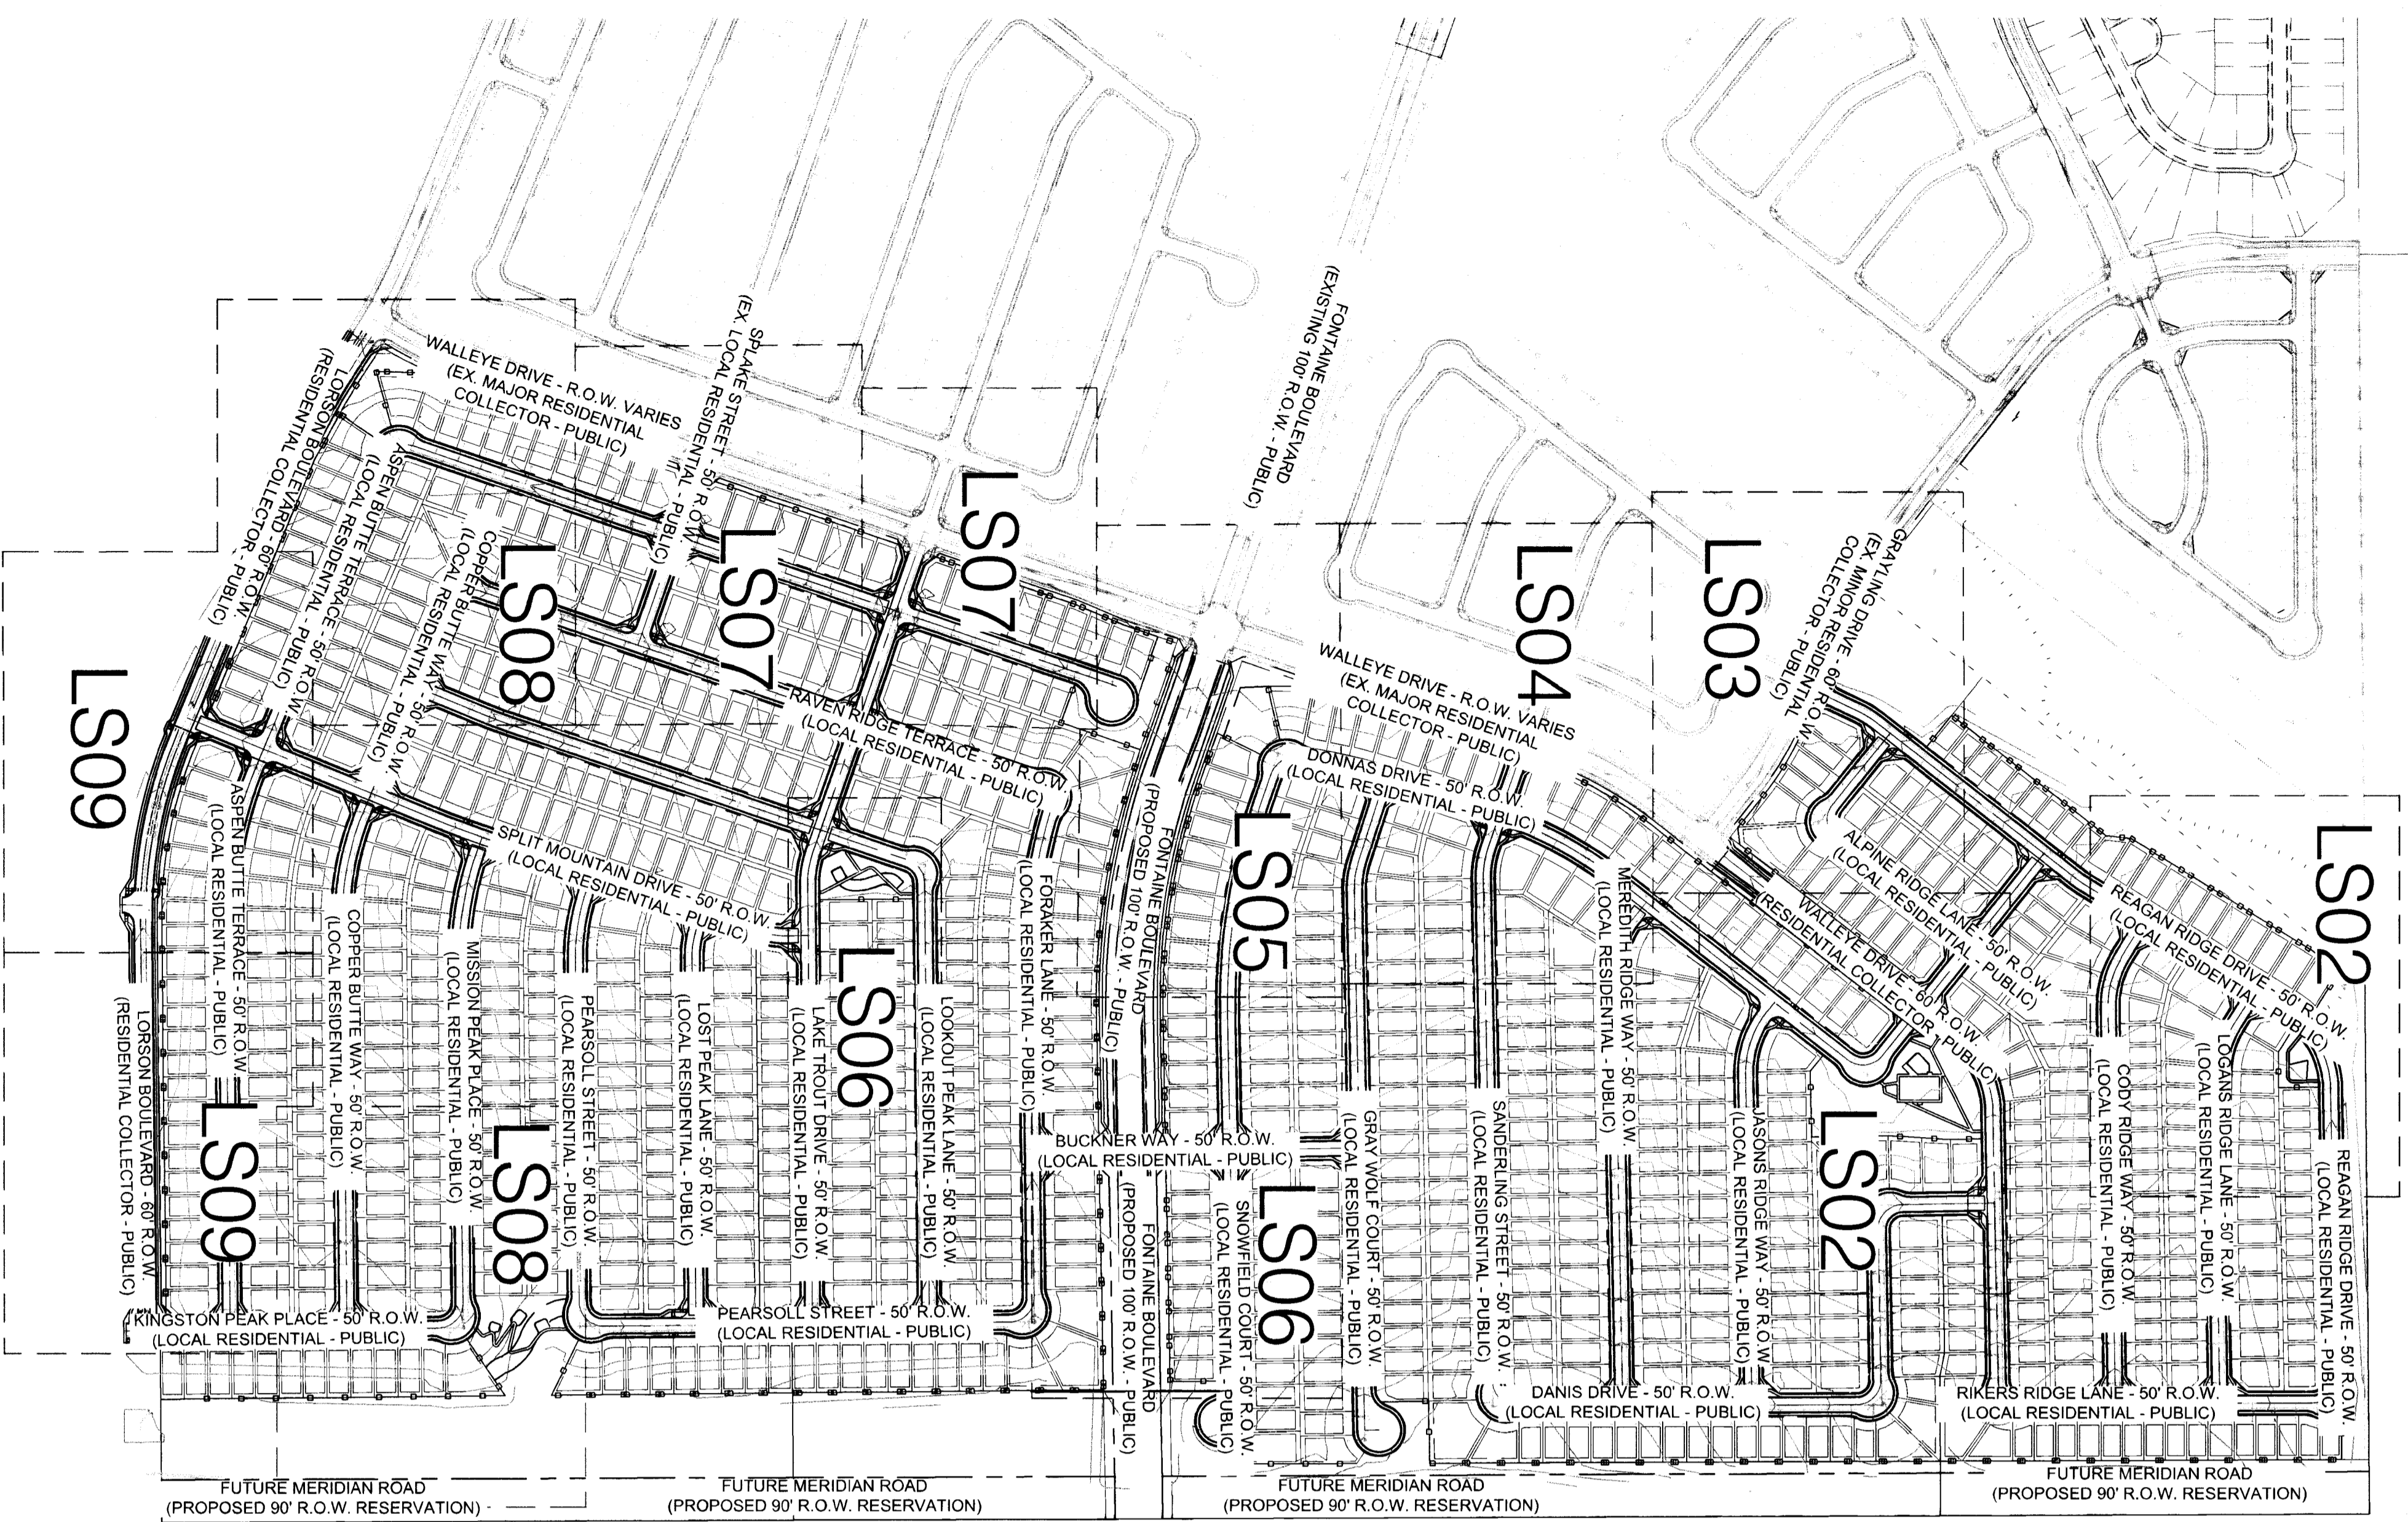 WALLEYE DRIVE - R.O.W. VARIES
(EX. MAJOR RESIDENTIAL
COLLECTOR - PUBLIC)
SPLAKE STREET - 50' R.O.W.
(EX. LOCAL RESIDENTIAL - PUBLIC)
FONTAINE BOULEVARD
(EXISTING 100' R.O.W. - PUBLIC)
LORSON BOULEVARD - 60' R.O.W.
(RESIDENTIAL COLLECTOR - PUBLIC)
ASPEN BUTTE TERRACE - 50' R.O.W.
(LOCAL RESIDENTIAL - PUBLIC)
COPPER BUTTE WAY - 50' R.O.W.
(LOCAL RESIDENTIAL - PUBLIC)
LS08
LS07
LS07
LS04
LS03
GRAYLING DRIVE - 60' R.O.W.
(EX. MINOR RESIDENTIAL
COLLECTOR - PUBLIC)
LS09
RAVEN RIDGE TERRACE - 50' R.O.W.
(LOCAL RESIDENTIAL - PUBLIC)
WALLEYE DRIVE - R.O.W. VARIES
(EX. MAJOR RESIDENTIAL
COLLECTOR - PUBLIC)
DONNAS DRIVE - 50' R.O.W.
(LOCAL RESIDENTIAL - PUBLIC)
ASPEN BUTTE TERRACE - 50' R.O.W.
(LOCAL RESIDENTIAL - PUBLIC)
SPLIT MOUNTAIN DRIVE - 50' R.O.W.
(LOCAL RESIDENTIAL - PUBLIC)
FORAKER LANE - 50' R.O.W.
(LOCAL RESIDENTIAL - PUBLIC)
FONTAINE BOULEVARD
(PROPOSED 100' R.O.W. - PUBLIC)
LS05
MEREDITH RIDGE WAY - 50' R.O.W.
(LOCAL RESIDENTIAL - PUBLIC)
ALPINE RIDGE LANE - 50' R.O.W.
(LOCAL RESIDENTIAL - PUBLIC)
WALLEYE DRIVE - 60' R.O.W.
(RESIDENTIAL COLLECTOR - PUBLIC)
REAGAN RIDGE DRIVE - 50' R.O.W.
(LOCAL RESIDENTIAL - PUBLIC)
LS02
COPPER BUTTE WAY - 50' R.O.W.
(LOCAL RESIDENTIAL - PUBLIC)
MISSION PEAK PLACE - 50' R.O.W.
(LOCAL RESIDENTIAL - PUBLIC)
PEARSOLL STREET - 50' R.O.W.
(LOCAL RESIDENTIAL - PUBLIC)
LOST PEAK LANE - 50' R.O.W.
(LOCAL RESIDENTIAL - PUBLIC)
LAKE TROUT DRIVE - 50' R.O.W.
(LOCAL RESIDENTIAL - PUBLIC)
LS06
LOOKOUT PEAK LANE - 50' R.O.W.
(LOCAL RESIDENTIAL - PUBLIC)
LORSON BOULEVARD - 60' R.O.W.
(RESIDENTIAL COLLECTOR - PUBLIC)
LS09
LS08
BUCKNER WAY - 50' R.O.W.
(LOCAL RESIDENTIAL - PUBLIC)
FONTAINE BOULEVARD
(PROPOSED 100' R.O.W. - PUBLIC)
SNOWFIELD COURT - 50' R.O.W.
(LOCAL RESIDENTIAL - PUBLIC)
LS06
GRAY WOLF COURT - 50' R.O.W.
(LOCAL RESIDENTIAL - PUBLIC)
SANDERLING STREET - 50' R.O.W.
(LOCAL RESIDENTIAL - PUBLIC)
JASONS RIDGE WAY - 50' R.O.W.
(LOCAL RESIDENTIAL - PUBLIC)
LS02
CODY RIDGE WAY - 50' R.O.W.
(LOCAL RESIDENTIAL - PUBLIC)
LOGANS RIDGE LANE - 50' R.O.W.
(LOCAL RESIDENTIAL - PUBLIC)
REAGAN RIDGE DRIVE - 50' R.O.W.
(LOCAL RESIDENTIAL - PUBLIC)
KINGSTON PEAK PLACE - 50' R.O.W.
(LOCAL RESIDENTIAL - PUBLIC)
PEARSOLL STREET - 50' R.O.W.
(LOCAL RESIDENTIAL - PUBLIC)
DANIS DRIVE - 50' R.O.W.
(LOCAL RESIDENTIAL - PUBLIC)
RIKERS RIDGE LANE - 50' R.O.W.
(LOCAL RESIDENTIAL - PUBLIC)
FUTURE MERIDIAN ROAD
(PROPOSED 90' R.O.W. RESERVATION)
FUTURE MERIDIAN ROAD
(PROPOSED 90' R.O.W. RESERVATION)
FUTURE MERIDIAN ROAD
(PROPOSED 90' R.O.W. RESERVATION)
FUTURE MERIDIAN ROAD
(PROPOSED 90' R.O.W. RESERVATION)